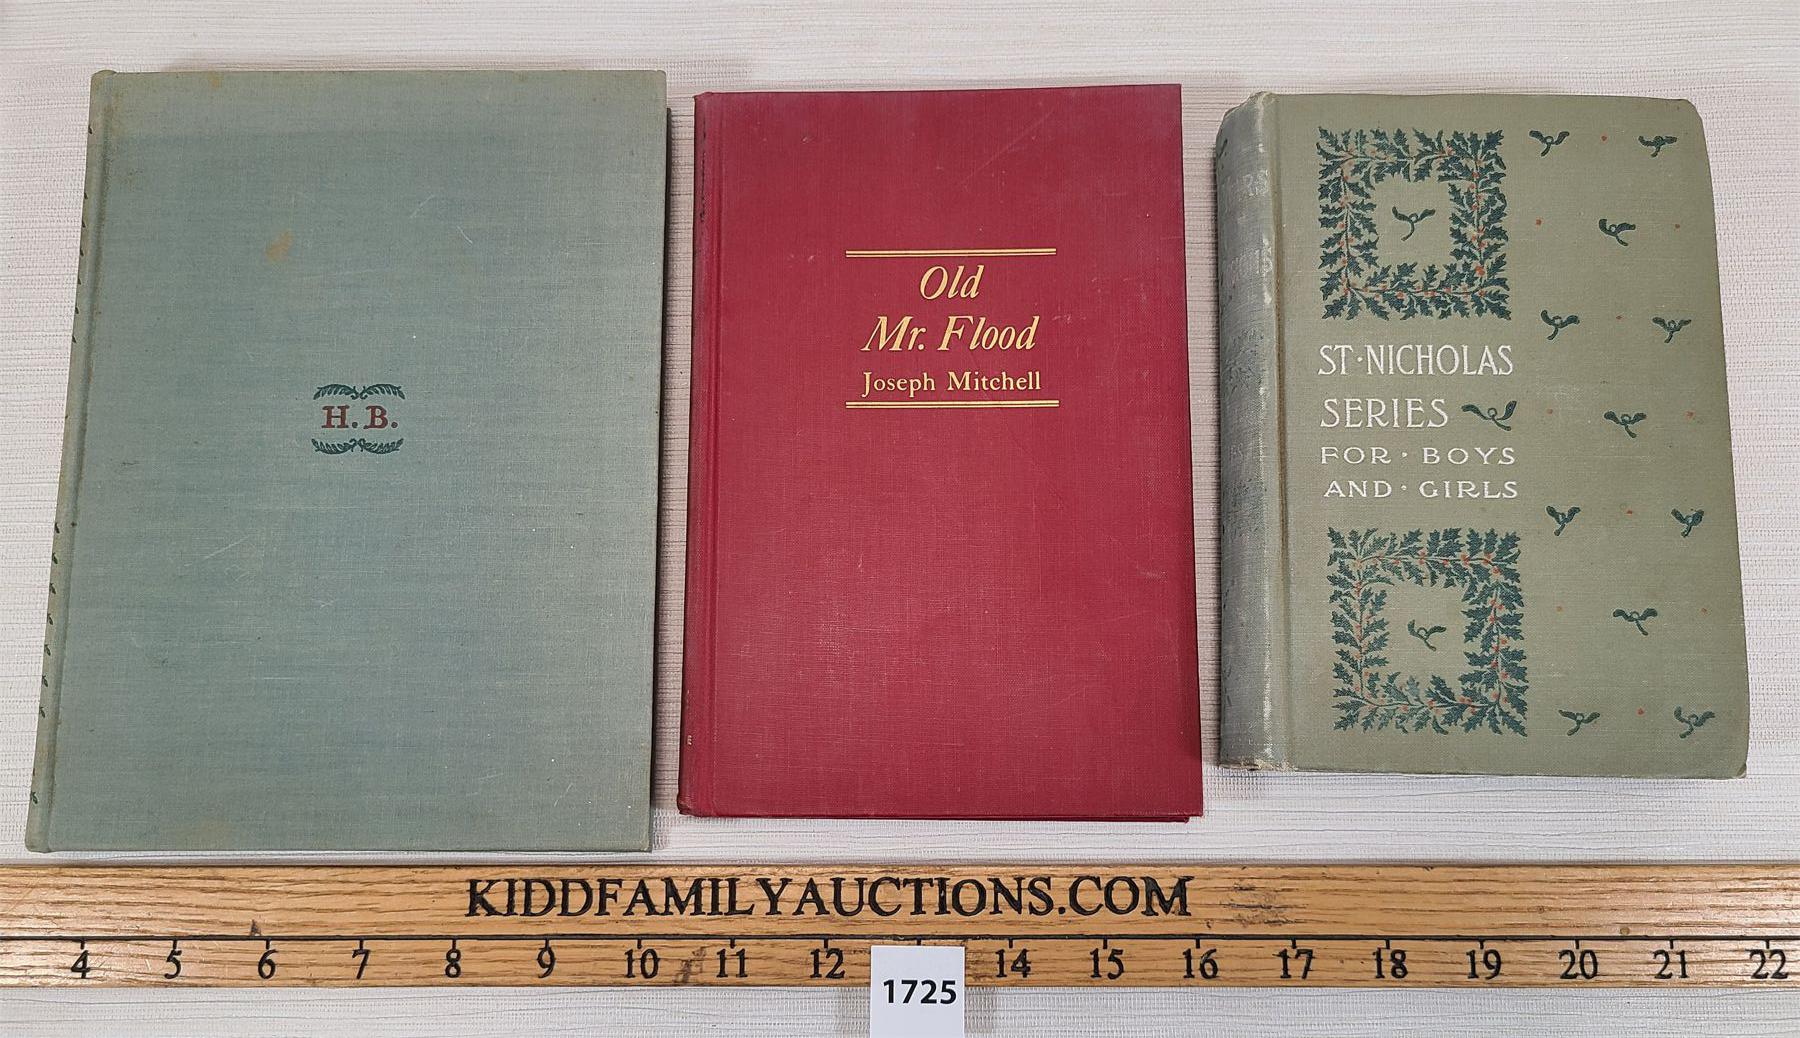 H. B.
Old
Mr. Flood
Joseph Mitchell
ST·NICHOLAS
SERIES
FOR · BOYS
AND · GIRLS
KIDDFAMILYAUCTIONS.COM
4 5 6 7 8 9 10 11 12 14 15 16 17 18 19 20 21 22
1725